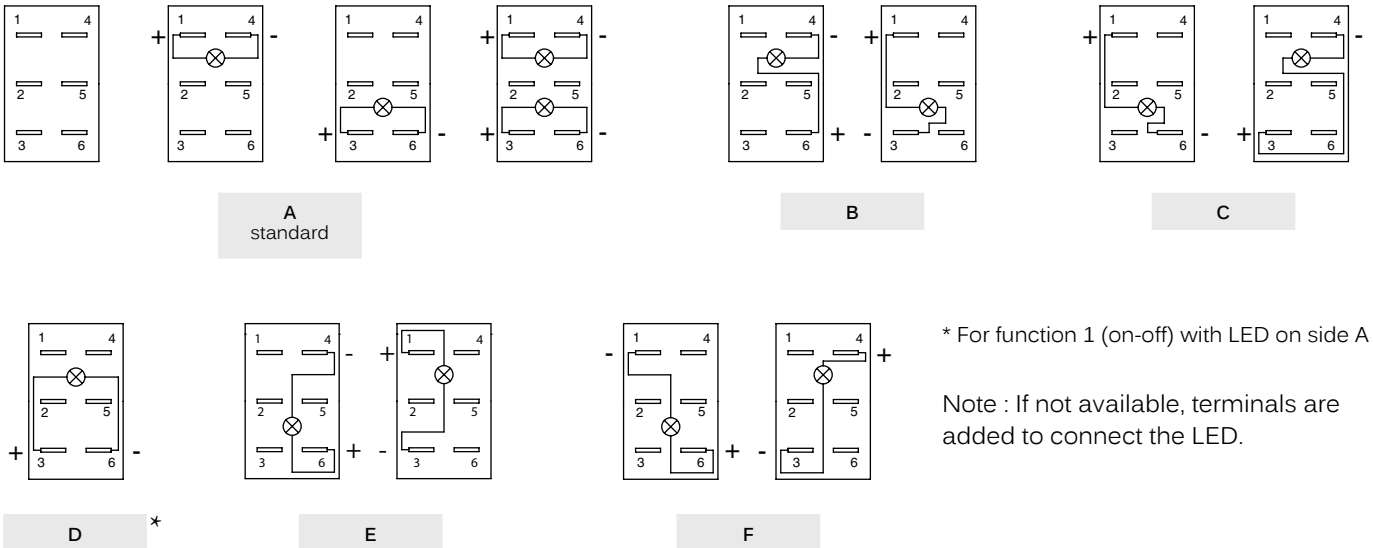 1 4 1 4 1 4 1 4 1 4 1 4 1 4 1 4
+ - + - - + + -
2 5 2 5 2 5 2 5 2 5 2 5 2 5 2 5
+ - + - + - - +
3 6 3 6 3 6 3 6 3 6 3 6 3 6 3 6
A
standard
B
C
1 4 1 4 1 4 1 4 1 4
- + - +
2 5 2 5 2 5 2 5 2 5
+ - + - + -
3 6 3 6 3 6 3 6 3 6
D *
E
F
* For function 1 (on-off) with LED on side A
Note : If not available, terminals are
added to connect the LED.